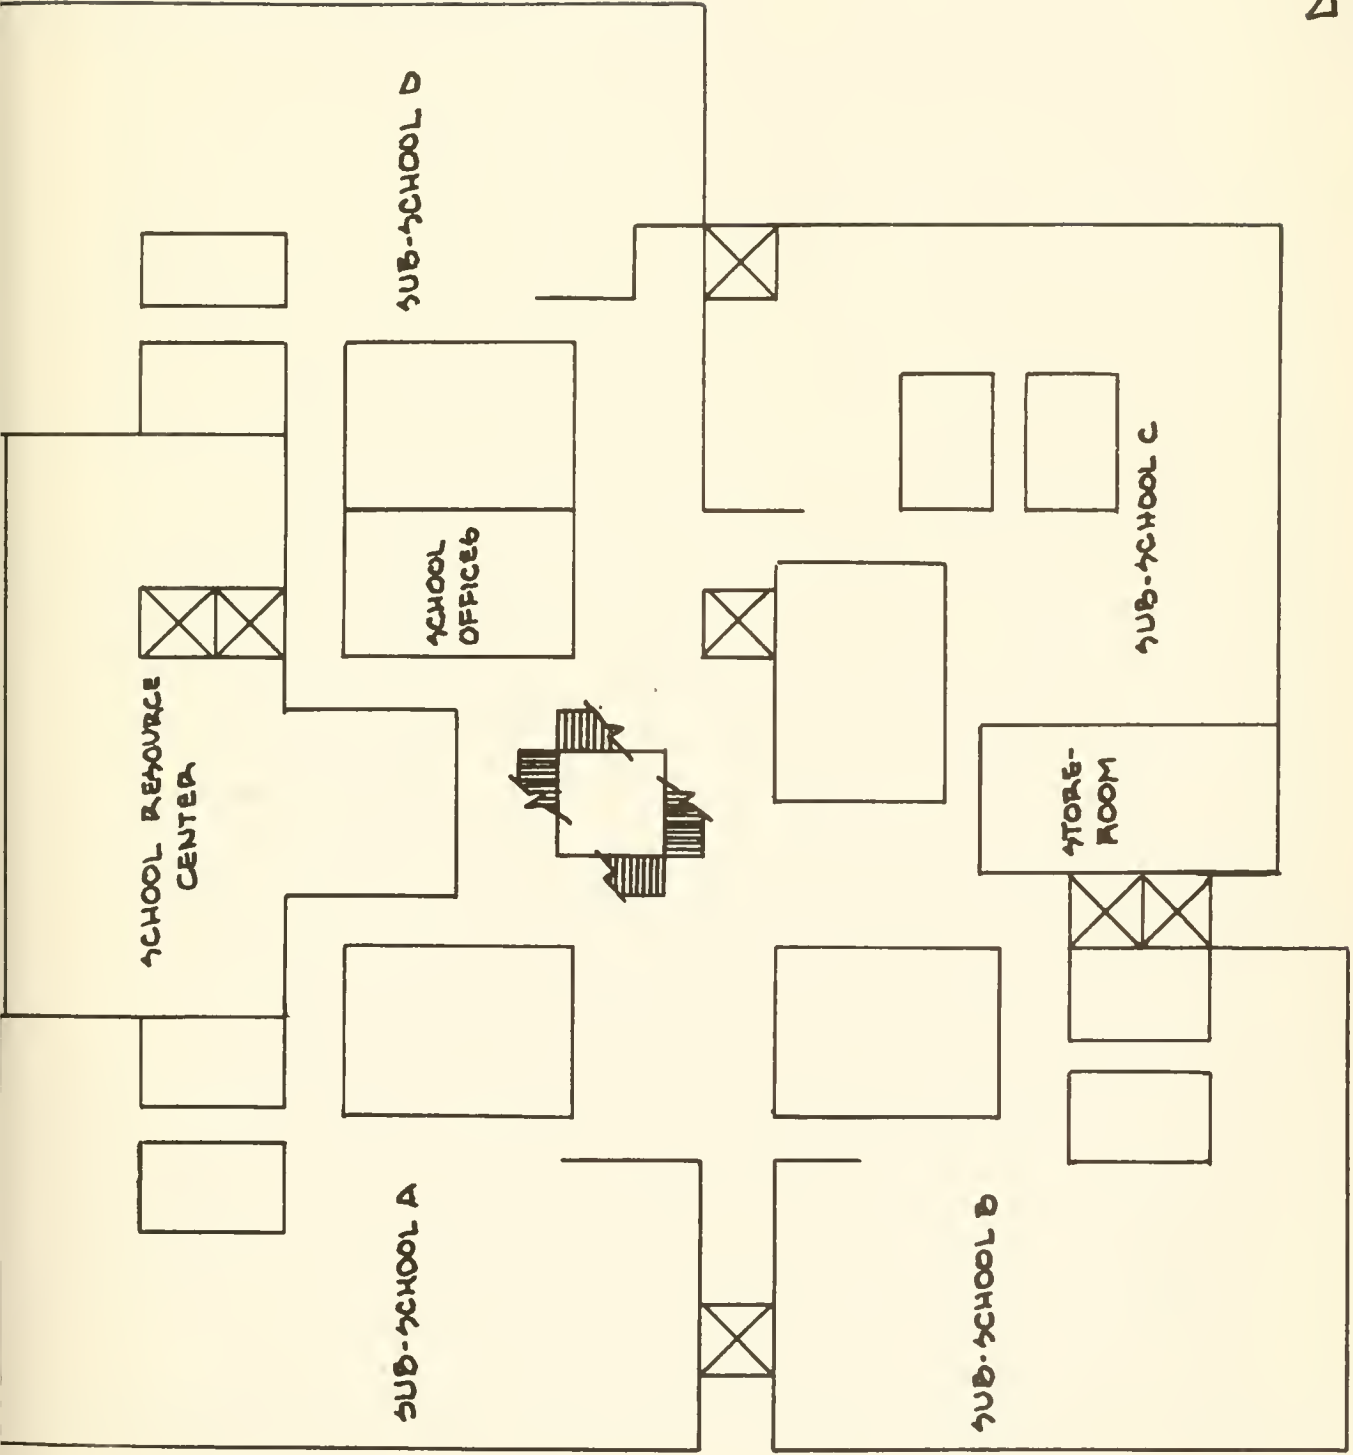 SCHOOL RESOURCE
CENTER
SUB-SCHOOL A
SCHOOL
OFFICES
SUB-SCHOOL D
SUB-SCHOOL B
STORE-
ROOM
SUB-SCHOOL C